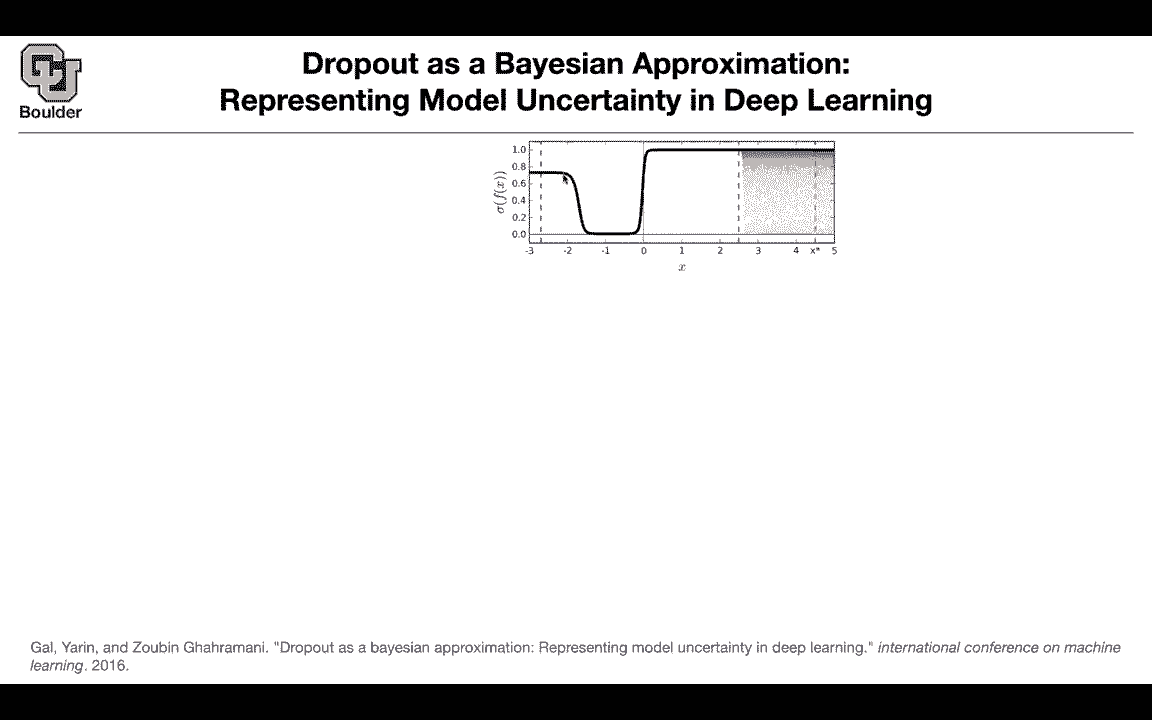 Dropout as a Bayesian Approximation:
Representing Model Uncertainty in Deep Learning
Boulder
σ(f(x))
1.0
0.8
0.6
0.4
0.2
0.0
-3 -2 -1 0 1 2 3 4 x* 5
x
Gal, Yarin, and Zoubin Ghahramani. "Dropout as a bayesian approximation: Representing model uncertainty in deep learning." international conference on machine
learning. 2016.